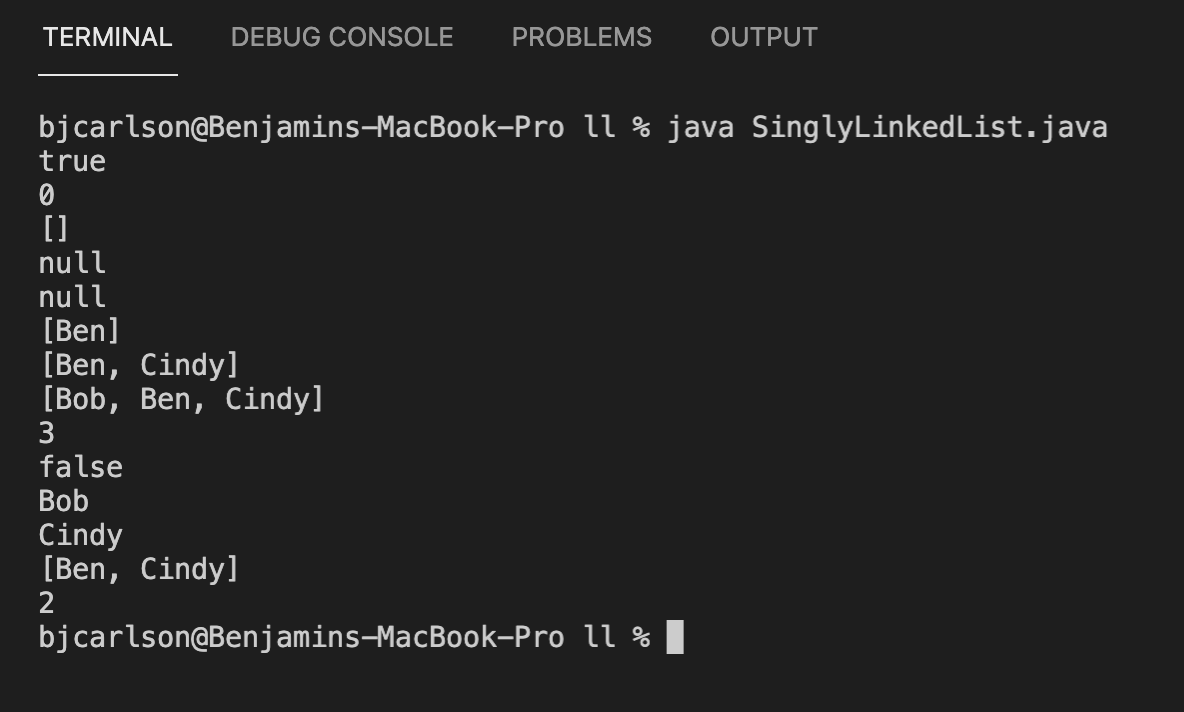 TERMINAL DEBUG CONSOLE PROBLEMS OUTPUT
bjcarlson@Benjamins-MacBook-Pro ll % java SinglyLinkedList.java
true
0
[]
null
null
[Ben]
[Ben, Cindy]
[Bob, Ben, Cindy]
3
false
Bob
Cindy
[Ben, Cindy]
2
bjcarlson@Benjamins-MacBook-Pro ll %